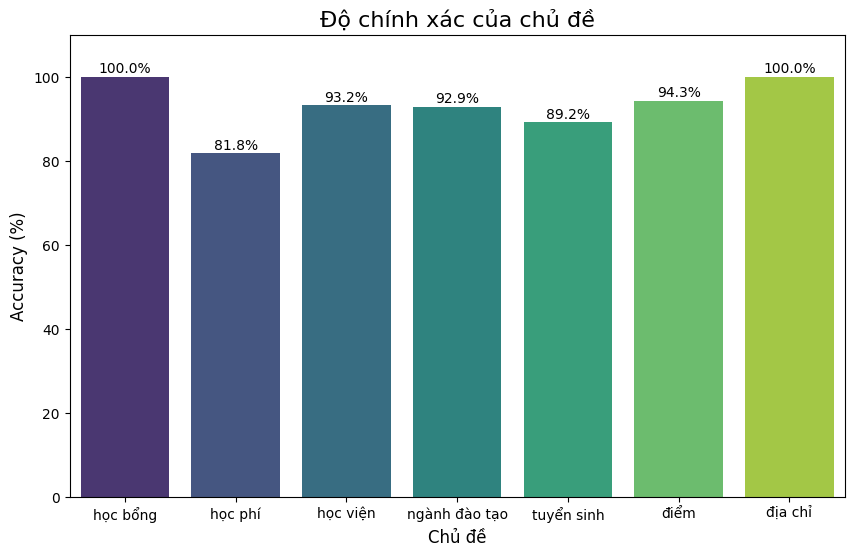 Độ chính xác của chủ đề
Accuracy (%)
100
80
60
40
20
0
100.0%
81.8%
93.2%
92.9%
89.2%
94.3%
100.0%
học bổng
học phí
học viện
ngành đào tạo
tuyển sinh
điểm
địa chỉ
Chủ đề